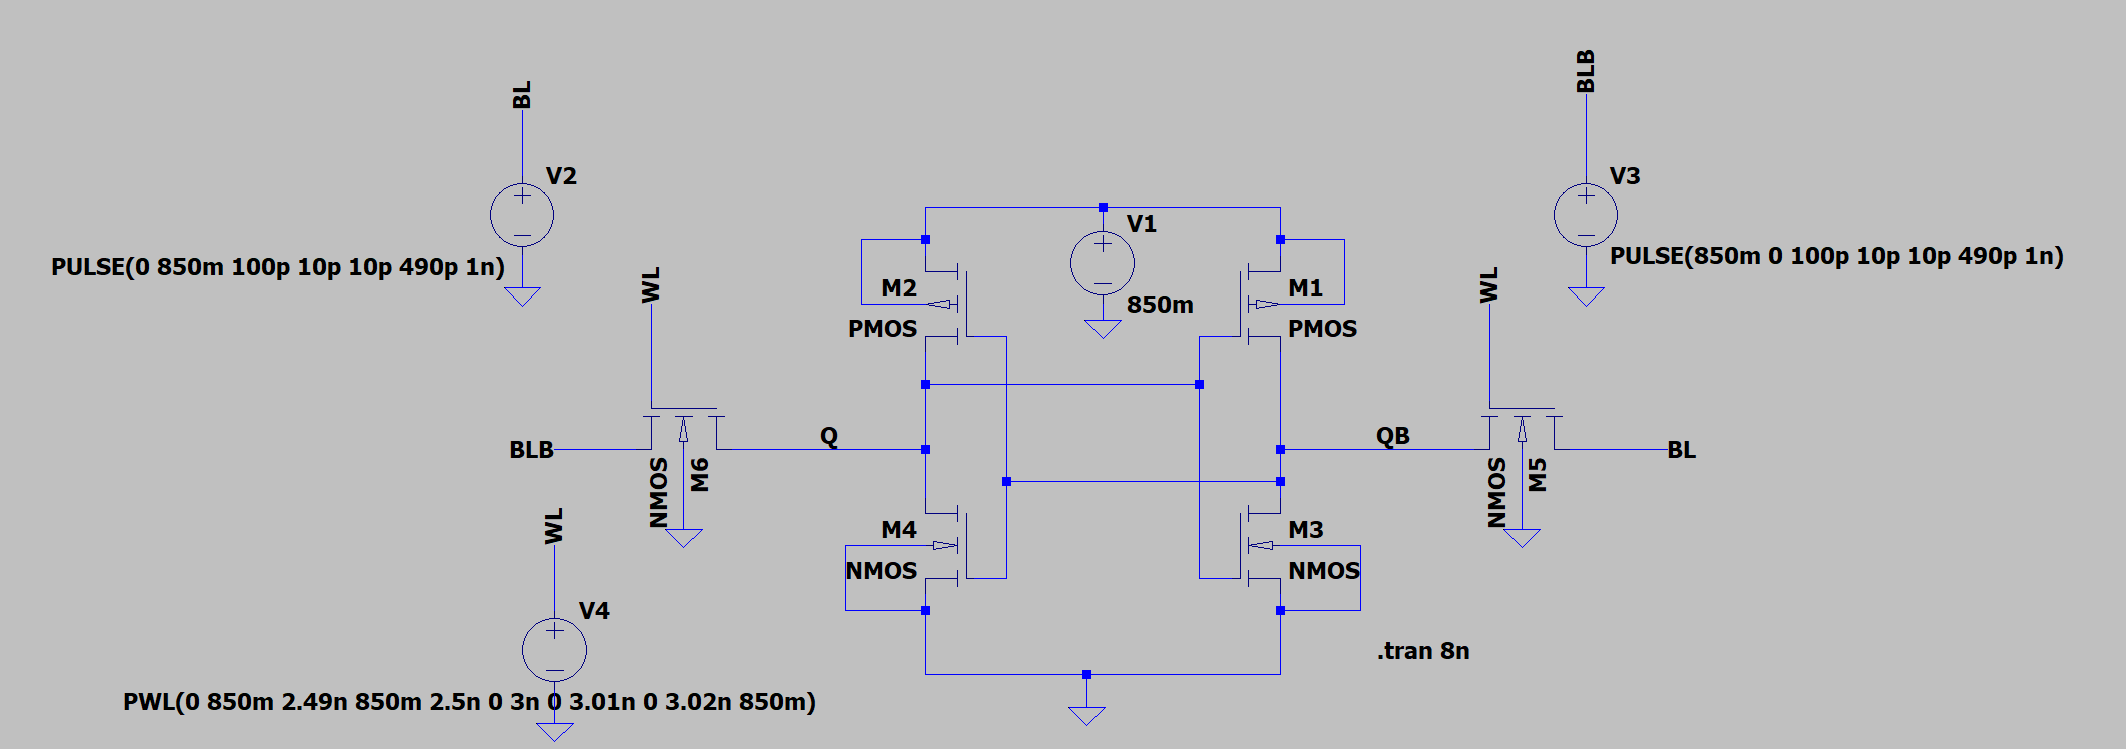 BLB
BL
V2
V3
V1
PULSE(0 850m 100p 10p 10p 490p 1n)
PULSE(850m 0 100p 10p 10p 490p 1n)
WL
WL
M2
M1
850m
PMOS
PMOS
BLB
Q
QB
BL
NMOS
M6
NMOS
M5
WL
M4
M3
NMOS
NMOS
V4
.tran 8n
PWL(0 850m 2.49n 850m 2.5n 0 3n 0 3.01n 0 3.02n 850m)